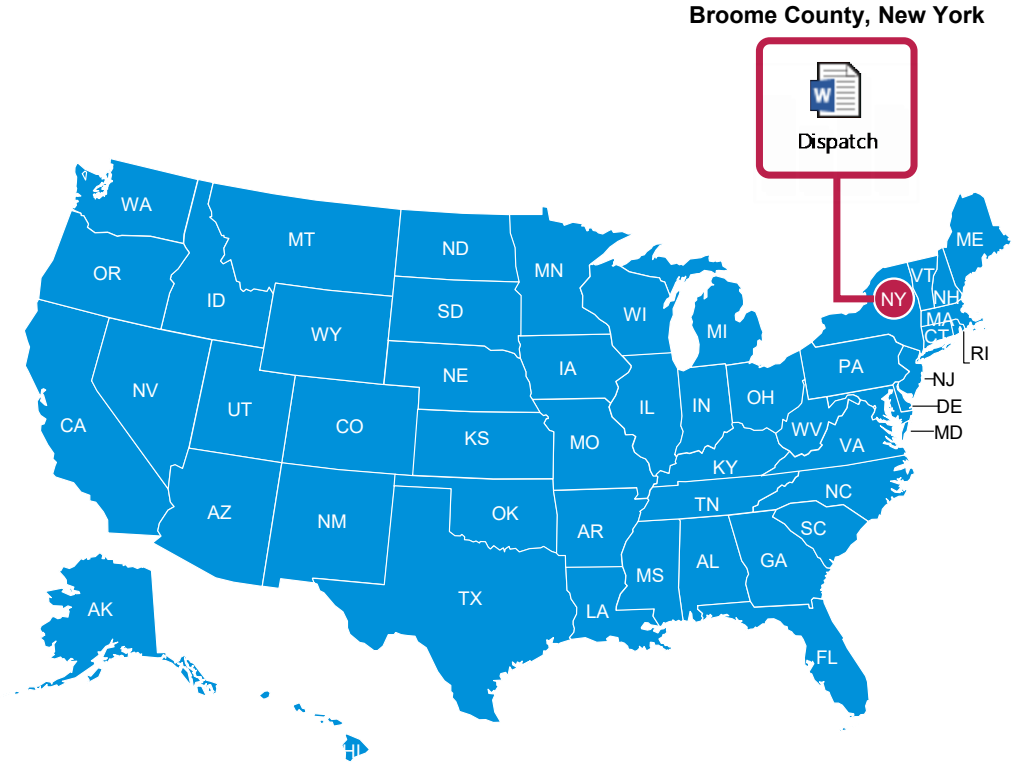 Broome County, New York
W
Dispatch
WA
MT
ND
MN
ME
OR
ID
SD
WI
MI
VT
NH
NY
MA
CT
RI
WY
IA
NE
PA
NJ
NV
UT
CO
IL
IN
OH
DE
CA
KS
MO
WV
VA
MD
KY
AZ
NM
OK
AR
TN
NC
SC
MS
AL
GA
TX
LA
AK
FL
HI